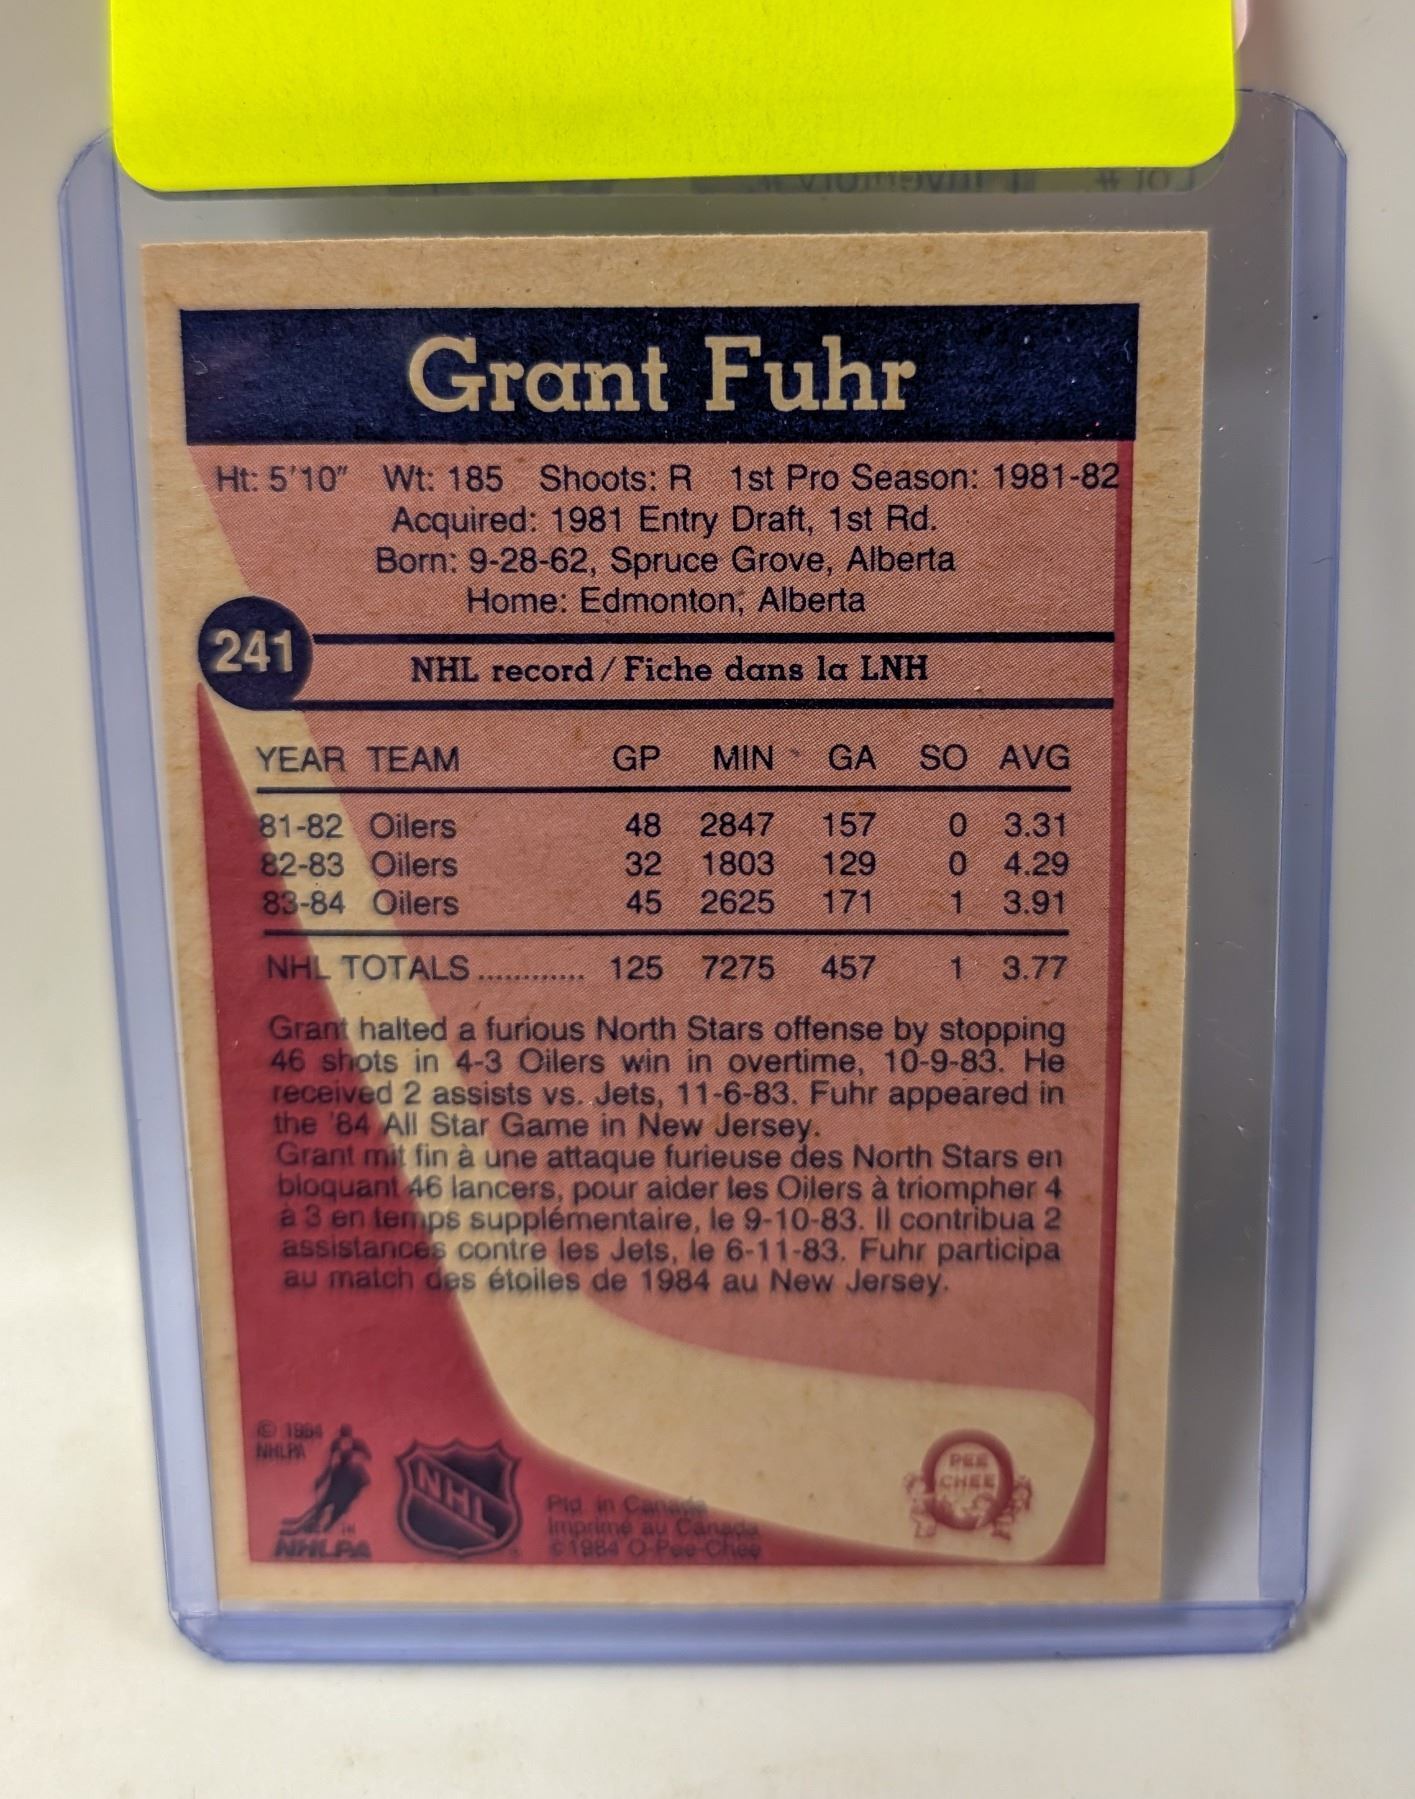 Lot # Inventory #
Grant Fuhr
Ht: 5'10" Wt: 185 Shoots: R 1st Pro Season: 1981-82
Acquired: 1981 Entry Draft, 1st Rd.
Born: 9-28-62, Spruce Grove, Alberta
Home: Edmonton, Alberta
241
NHL record / Fiche dans la LNH
YEAR TEAM GP MIN GA SO AVG
81-82 Oilers 48 2847 157 0 3.31
82-83 Oilers 32 1803 129 0 4.29
83-84 Oilers 45 2625 171 1 3.91
NHL TOTALS ............ 125 7275 457 1 3.77
Grant halted a furious North Stars offense by stopping
46 shots in 4-3 Oilers win in overtime, 10-9-83. He
received 2 assists vs. Jets, 11-6-83. Fuhr appeared in
the '84 All Star Game in New Jersey.
Grant mit fin à une attaque furieuse des North Stars en
bloquant 46 lancers, pour aider les Oilers à triompher 4
à 3 en temps supplémentaire, le 9-10-83. Il contribua 2
assistances contre les Jets, le 6-11-83. Fuhr participa
au match des étoiles de 1984 au New Jersey.
© 1984
NHLPA
IN
NHLPA
NHL
Ptd. in Canada
Imprimé au Canada
©1984 O-Pee-Chee
PEE
CHEE